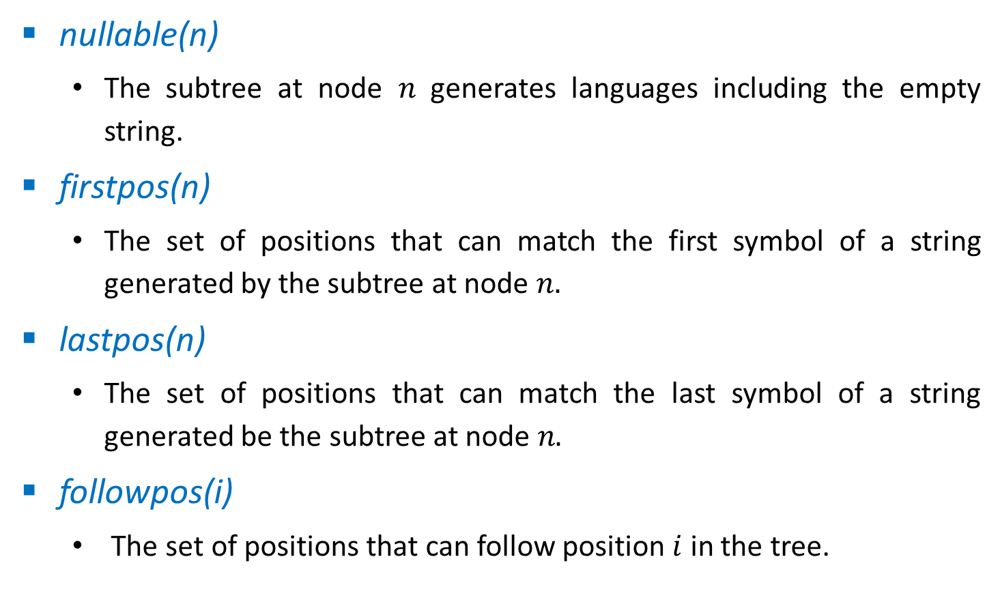 ▪ nullable(n)
• The subtree at node n generates languages including the empty
string.
▪ firstpos(n)
• The set of positions that can match the first symbol of a string
generated by the subtree at node n.
▪ lastpos(n)
• The set of positions that can match the last symbol of a string
generated be the subtree at node n.
▪ followpos(i)
• The set of positions that can follow position i in the tree.